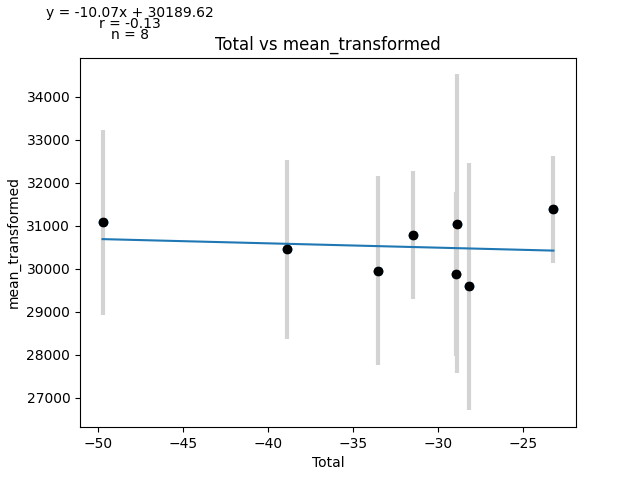 y = -10.07x + 30189.62
r = -0.13
n = 8
Total vs mean_transformed
34000
33000
32000
31000
30000
29000
28000
27000
mean_transformed
−50
−45
−40
−35
−30
−25
Total